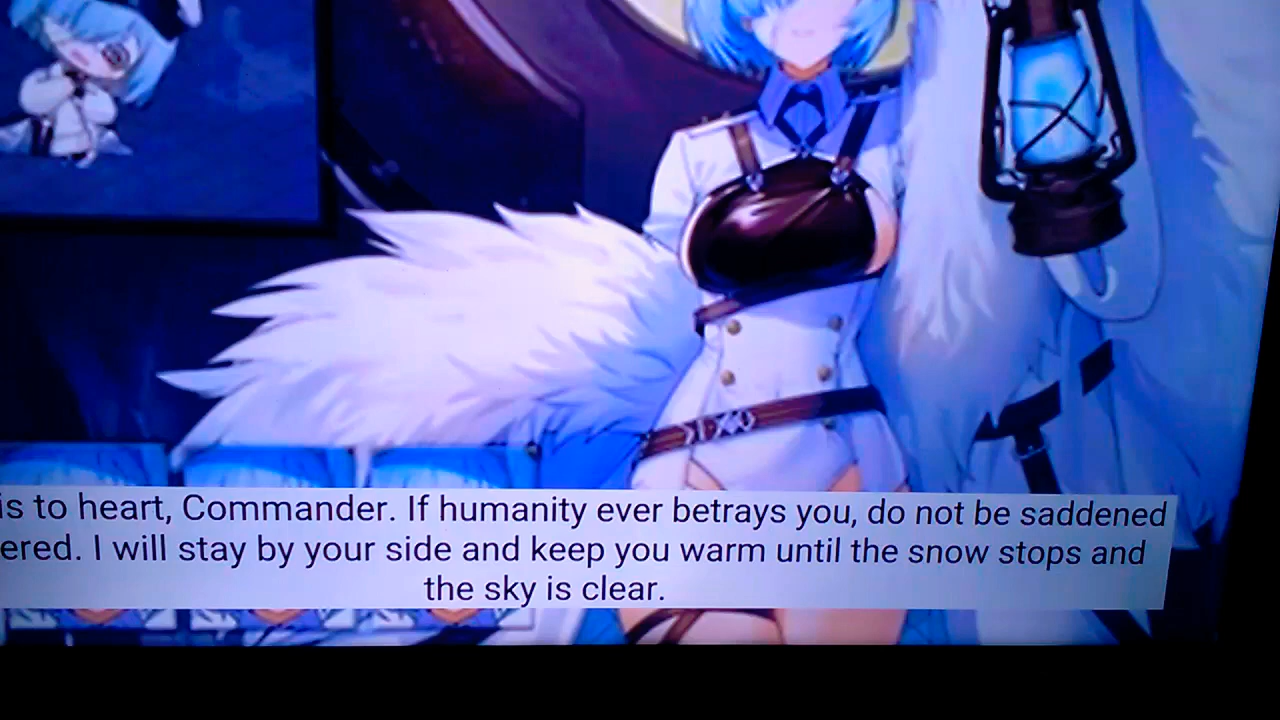 is to heart, Commander. If humanity ever betrays you, do not be saddened
ered. I will stay by your side and keep you warm until the snow stops and
the sky is clear.